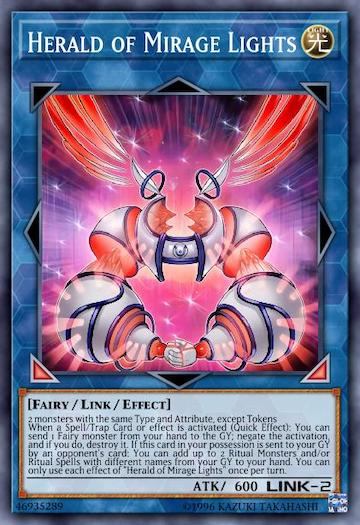 HERALD OF MIRAGE LIGHTS
LIGHT
光
[FAIRY / LINK / EFFECT]
2 monsters with the same Type and Attribute, except Tokens
When a Spell/Trap Card or effect is activated (Quick Effect): You can
send 1 Fairy monster from your hand to the GY; negate the activation,
and if you do, destroy it. If this card in your possession is sent to your GY
by an opponent's card: You can add up to 2 Ritual Monsters and/or
Ritual Spells with different names from your GY to your hand. You can
only use each effect of "Herald of Mirage Lights" once per turn.
ATK/ 600 LINK-2
46935289 ©1996 KAZUKI TAKAHASHI